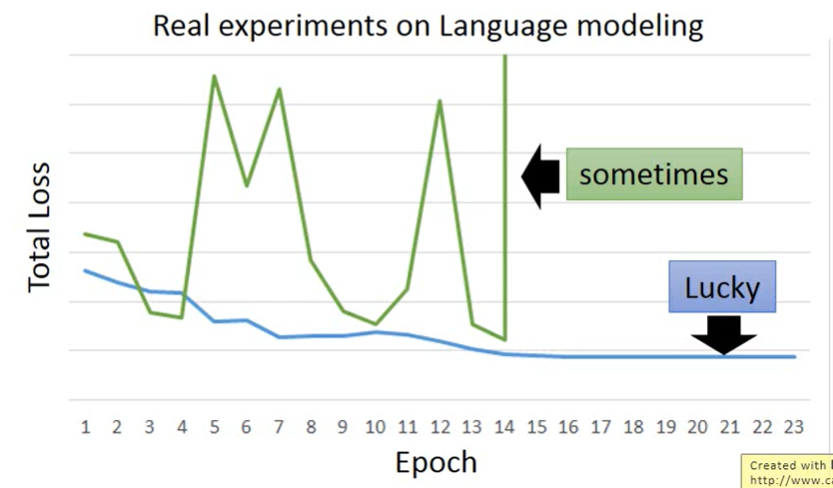 Real experiments on Language modeling
Total Loss
sometimes
Lucky
1 2 3 4 5 6 7 8 9 10 11 12 13 14 15 16 17 18 19 20 21 22 23
Epoch
Created with
http://www.c